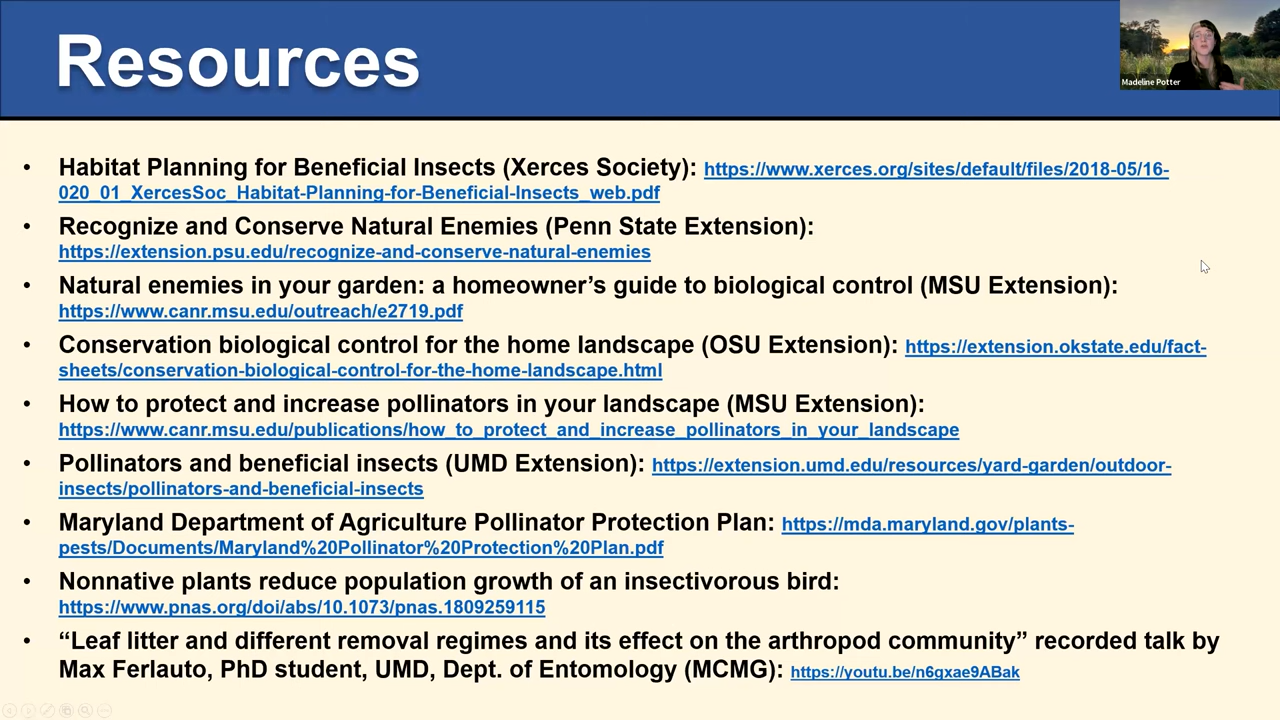 Resources
Madeline Potter
• Habitat Planning for Beneficial Insects (Xerces Society): https://www.xerces.org/sites/default/files/2018-05/16-
020_01_XercesSoc_Habitat-Planning-for-Beneficial-Insects_web.pdf
• Recognize and Conserve Natural Enemies (Penn State Extension):
https://extension.psu.edu/recognize-and-conserve-natural-enemies
• Natural enemies in your garden: a homeowner’s guide to biological control (MSU Extension):
https://www.canr.msu.edu/outreach/e2719.pdf
• Conservation biological control for the home landscape (OSU Extension): https://extension.okstate.edu/fact-
sheets/conservation-biological-control-for-the-home-landscape.html
• How to protect and increase pollinators in your landscape (MSU Extension):
https://www.canr.msu.edu/publications/how_to_protect_and_increase_pollinators_in_your_landscape
• Pollinators and beneficial insects (UMD Extension): https://extension.umd.edu/resources/yard-garden/outdoor-
insects/pollinators-and-beneficial-insects
• Maryland Department of Agriculture Pollinator Protection Plan: https://mda.maryland.gov/plants-
pests/Documents/Maryland%20Pollinator%20Protection%20Plan.pdf
• Nonnative plants reduce population growth of an insectivorous bird:
https://www.pnas.org/doi/abs/10.1073/pnas.1809259115
• “Leaf litter and different removal regimes and its effect on the arthropod community” recorded talk by
Max Ferlauto, PhD student, UMD, Dept. of Entomology (MCMG): https://youtu.be/n6gxae9ABak